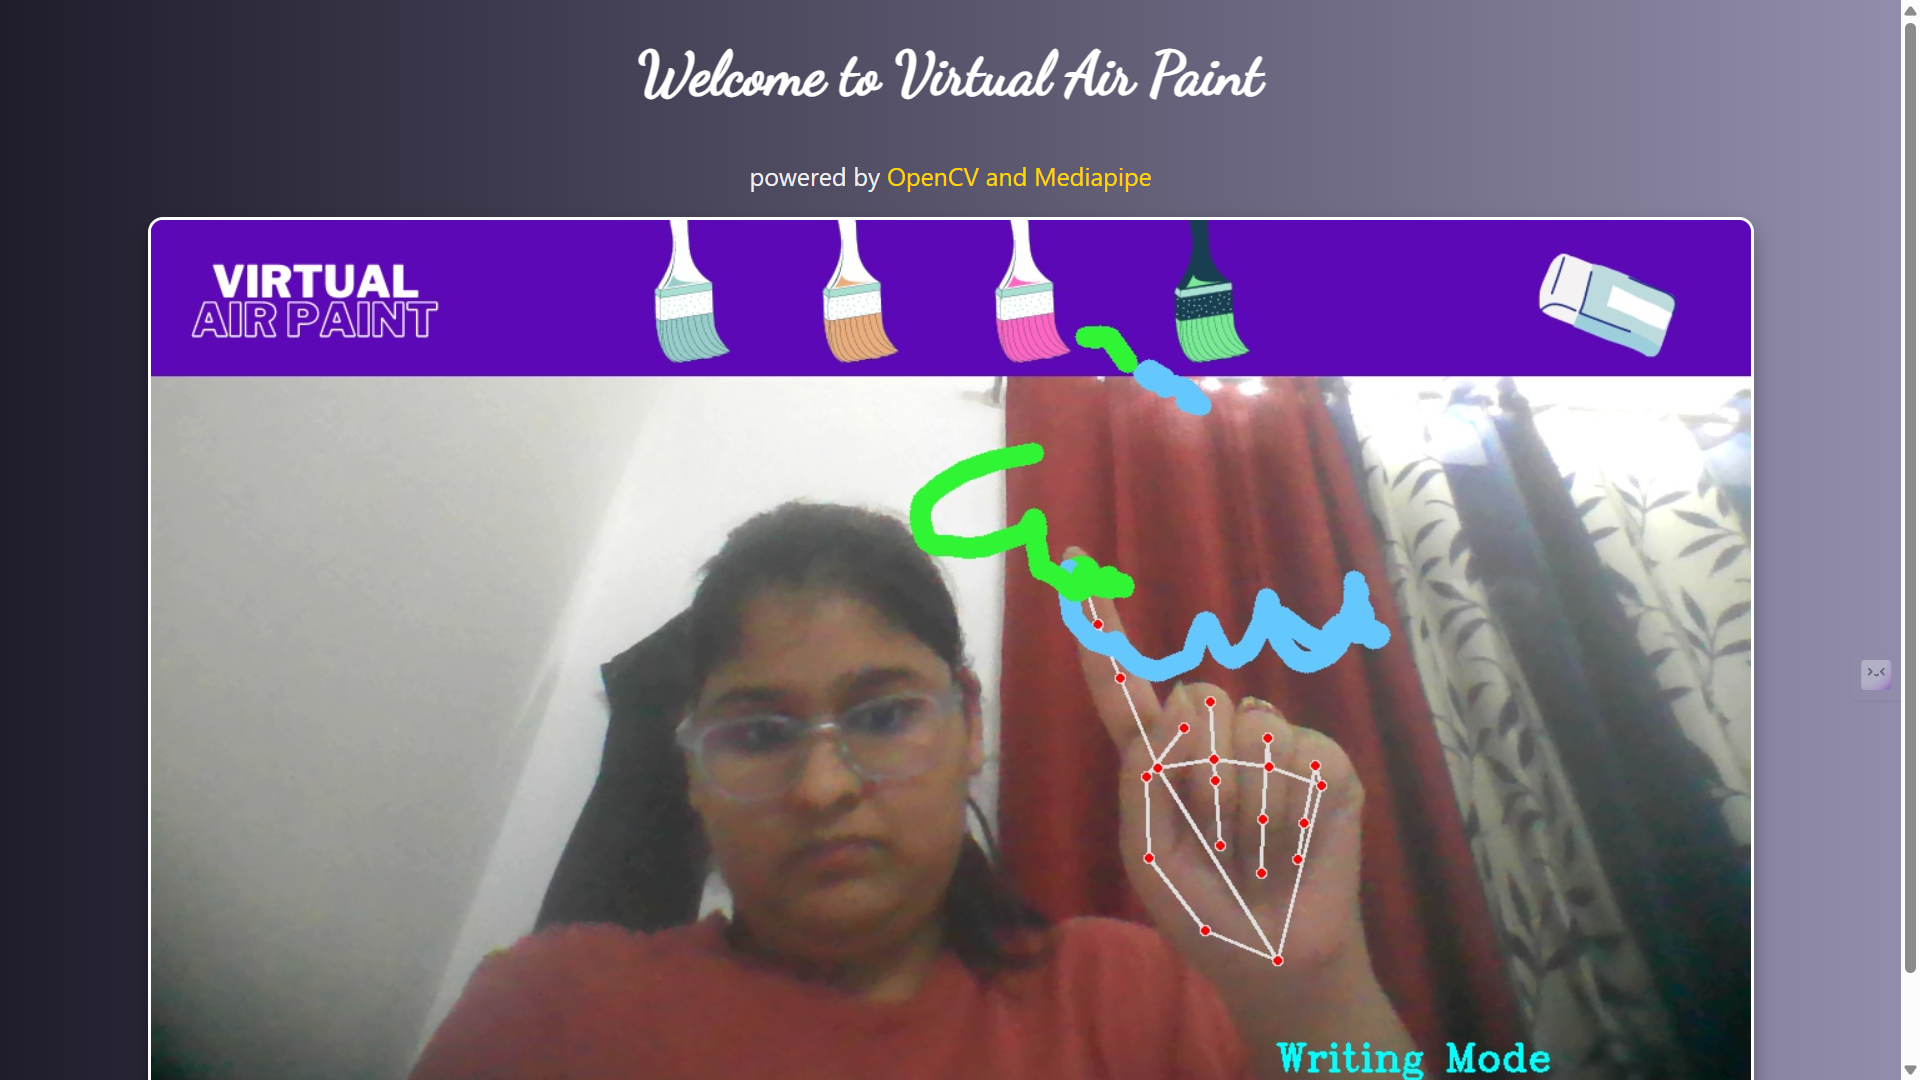 Welcome to Virtual Air Paint
powered by OpenCV and Mediapipe
VIRTUAL
AIR PAINT
Writing Mode